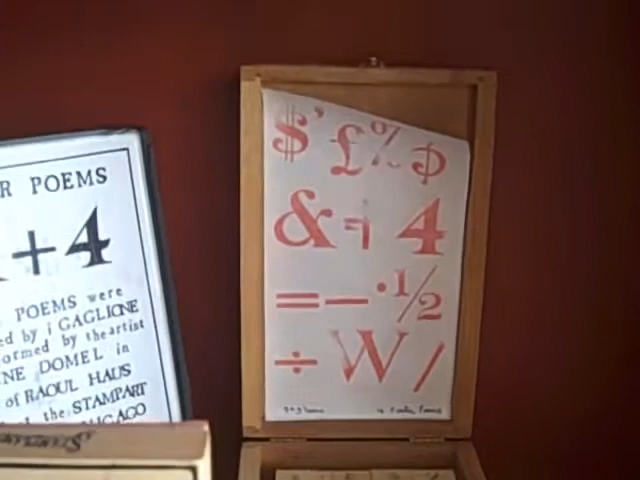 R POEMS
+4
POEMS were
ed by i GAGLIONE
ormed by the artist
NE DOMEL in
of RAOUL HAUS
the STAMPART
$ ' £ %
& + 4
= - · 1/2
÷ W /